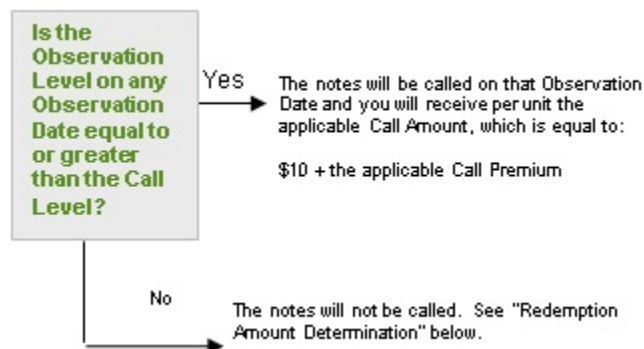 Is the
Observation
Level on any
Observation
Date equal to
or greater
than the Call
Level?
Yes
The notes will be called on that Observation
Date and you will receive per unit the
applicable Call Amount, which is equal to:
$10 + the applicable Call Premium
No
The notes will not be called. See "Redemption
Amount Determination" below.